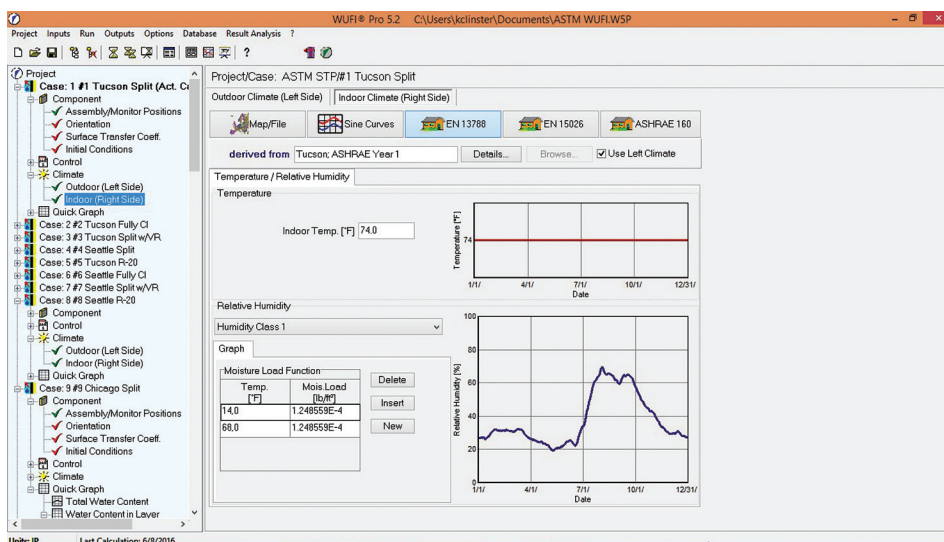 WUFI® Pro 5.2 C:\Users\kclinster\Documents\ASTM WUFI.W5P
Project Inputs Run Outputs Options Database Result Analysis ?
Project
Case: 1 #1 Tucson Split (Act. Cl
Component
Assembly/Monitor Positions
Orientation
Surface Transfer Coeff.
Initial Conditions
Control
Climate
Outdoor (Left Side)
Indoor (Right Side)
Quick Graph
Case: 2 #2 Tucson Fully Cl
Case: 3 #3 Tucson Split w/VR
Case: 4 #4 Seattle Split
Case: 5 #5 Tucson R-20
Case: 6 #6 Seattle Fully Cl
Case: 7 #7 Seattle Split w/VR
Case: 8 #8 Seattle R-20
Component
Control
Climate
Outdoor (Left Side)
Indoor (Right Side)
Quick Graph
Case: 9 #9 Chicago Split
Component
Assembly/Monitor Positions
Orientation
Surface Transfer Coeff.
Initial Conditions
Control
Climate
Quick Graph
Total Water Content
Water Content in Layer
Project/Case: ASTM STP/#1 Tucson Split
Outdoor Climate (Left Side) Indoor Climate (Right Side)
Map/File Sine Curves EN 13788 EN 15026 ASHRAE 160
derived from Tucson; ASHRAE Year 1 Details... Browse... Use Left Climate
Temperature / Relative Humidity
Temperature
Indoor Temp. [°F] 74.0
Temperature [°F]
74
1/1/ 4/1/ 7/1/ 10/1/ 12/31/
Date
Relative Humidity
Humidity Class 1
Graph
Moisture Load Function
Temp. [°F] Mois.Load [lb/ft³]
14,0 1.248559E-4
68,0 1.248559E-4
Delete
Insert
New
Relative Humidity [%]
100
80
60
40
20
0
1/1/ 4/1/ 7/1/ 10/1/ 12/31/
Date
Units: IP Last Calculation: 6/8/2016